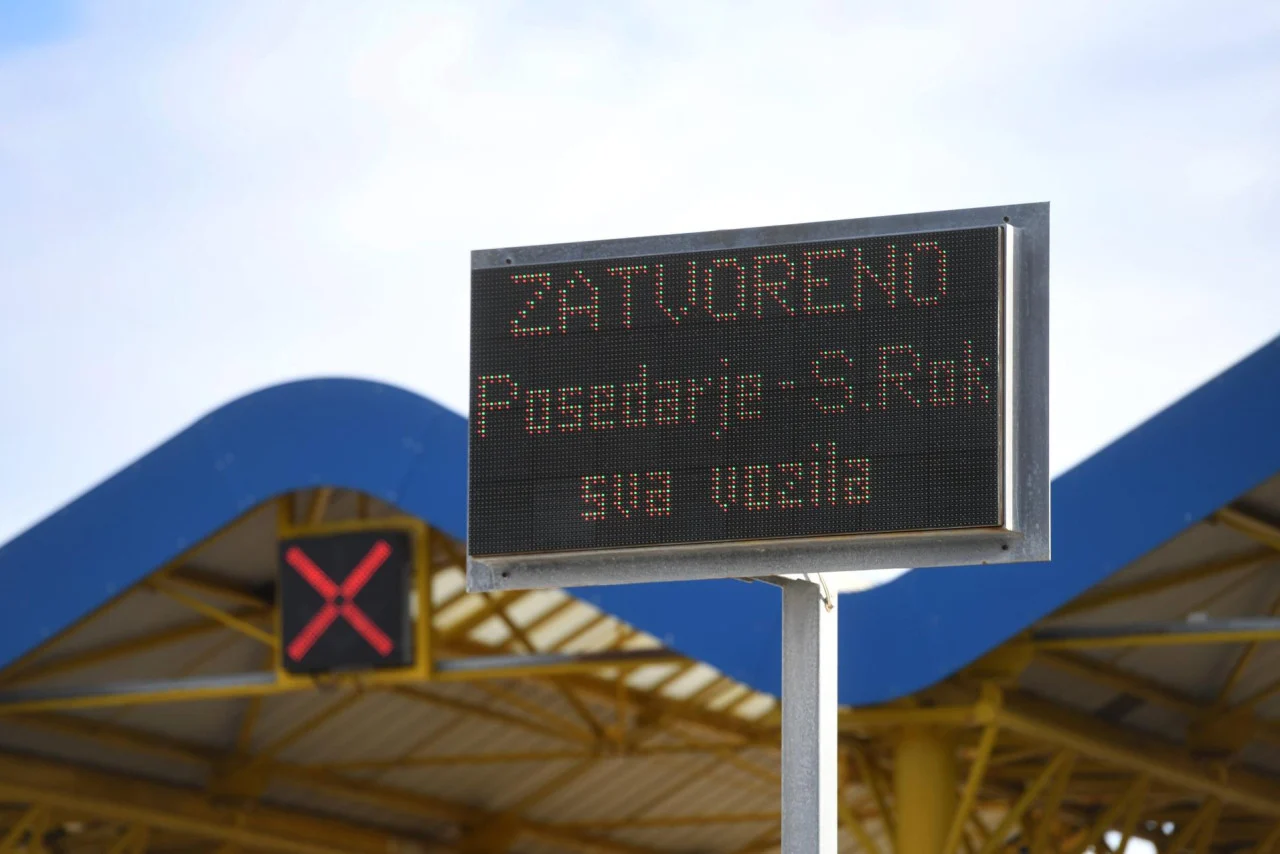 ZATVORENO
Posedarje-S.Rok
sva vozila